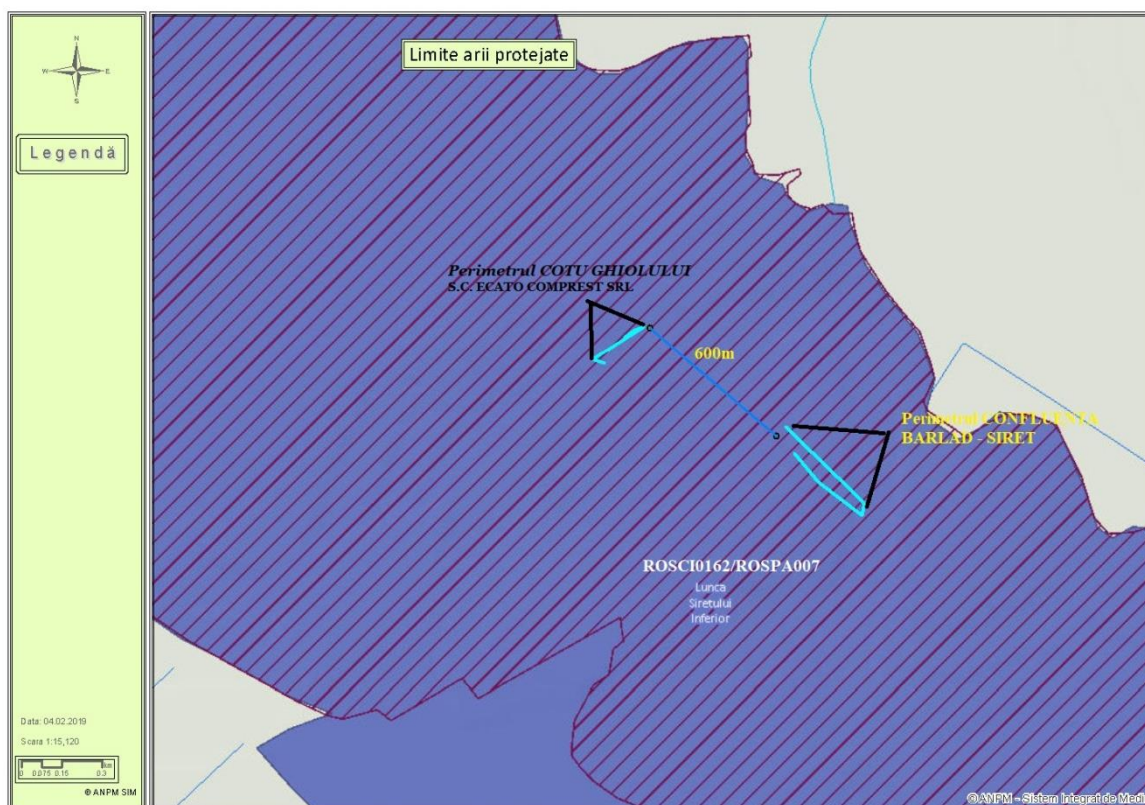 N
W E
S
Legendă
Data: 04.02.2019
Scara 1:15,120
km
0 0.075 0.15 0.3
© ANPM SIM
Limite arii protejate
Perimetrul COTU GHIOLULUI
S.C. ECATO COMPREST SRL
600m
Perimetrul CONFLUENTA
BARLAD - SIRET
ROSCI0162/ROSPA007
Lunca
Siretului
Inferior
© ANPM - Sistem Integrat de Medi